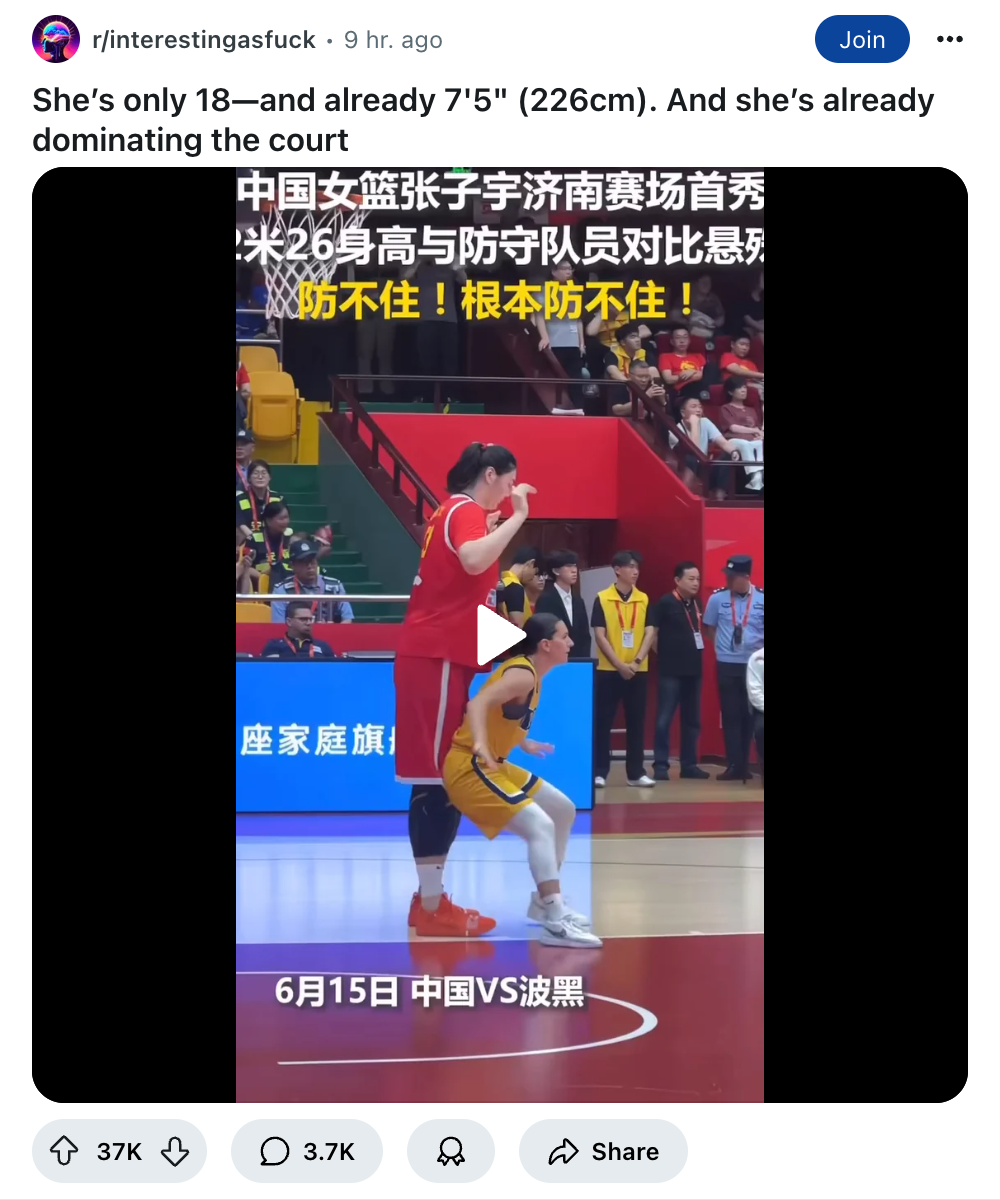 r/interestingasfuck • 9 hr. ago
Join
She’s only 18—and already 7'5" (226cm). And she’s already
dominating the court
中国女篮张子宇济南赛场首秀
2米26身高与防守队员对比悬殊
防不住！根本防不住！
座家庭旗
6月15日 中国VS波黑
37K
3.7K
Share